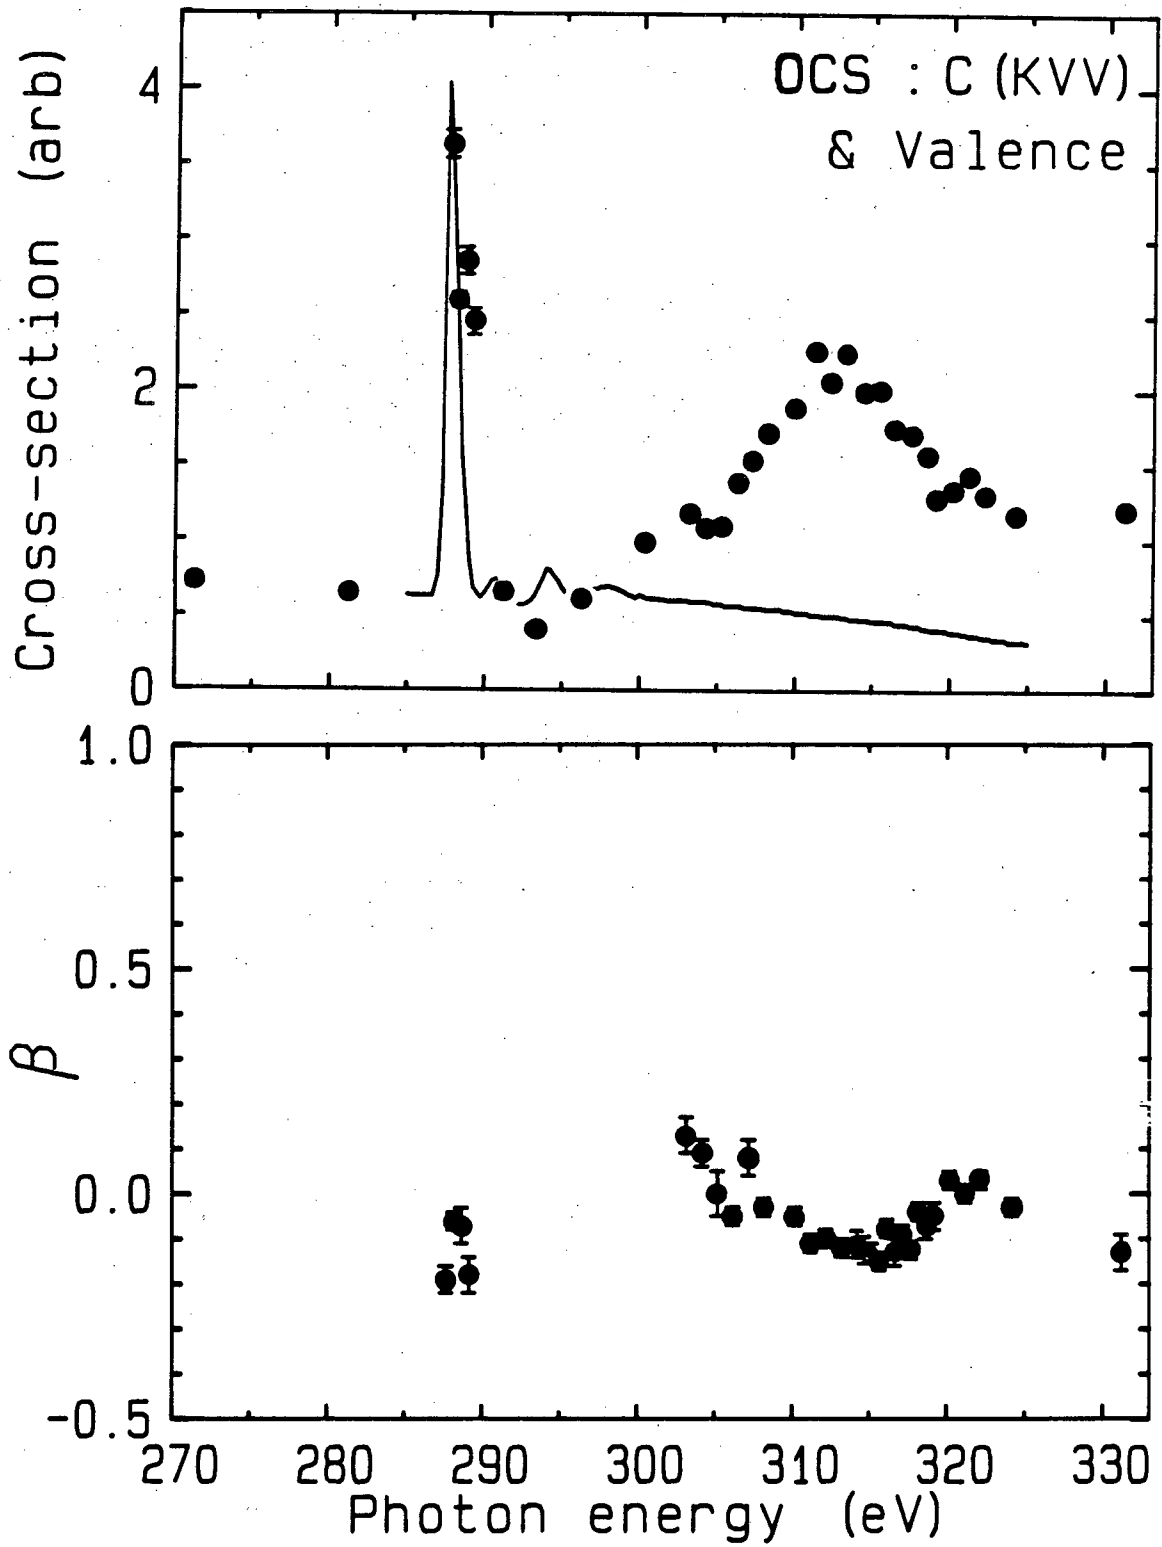 OCS : C (KVV)
& Valence
Cross-section (arb)
4
2
0
1.0
0.5
0.0
-0.5
β
270 280 290 300 310 320 330
Photon energy (eV)